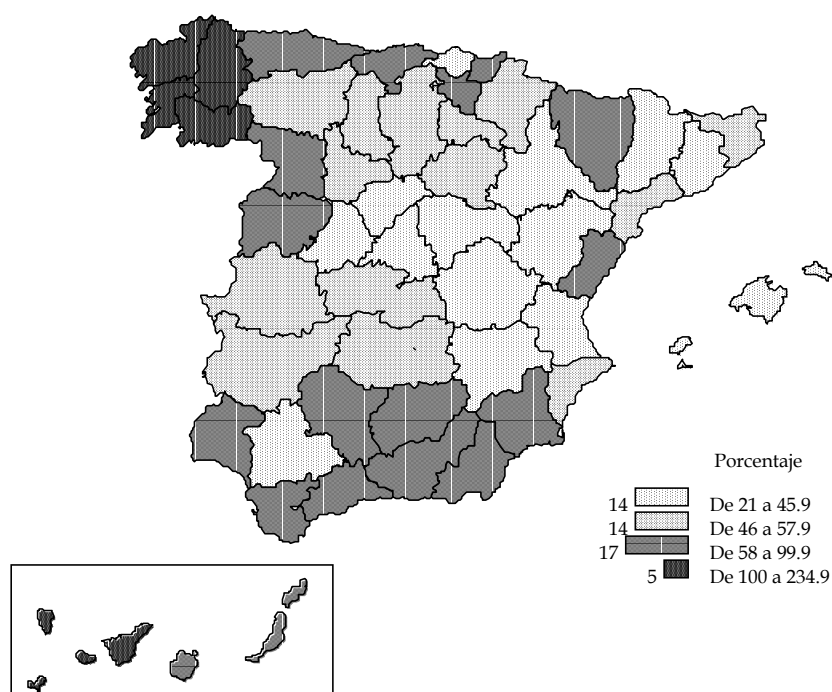 Porcentaje
14 De 21 a 45.9
14 De 46 a 57.9
17 De 58 a 99.9
5 De 100 a 234.9